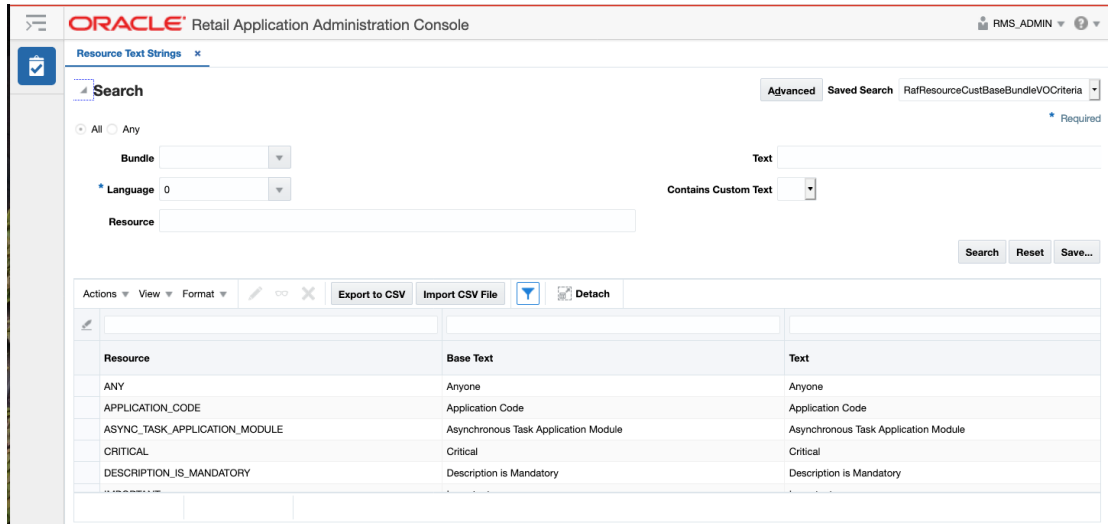 ORACLE® Retail Application Administration Console RMS_ADMIN
Resource Text Strings ×
Search Advanced Saved Search RafResourceCustBaseBundleVOCriteria
* Required
All Any
Bundle Text
* Language 0 Contains Custom Text
Resource
Search Reset Save...
Actions View Format Export to CSV Import CSV File Detach
Resource Base Text Text
ANY Anyone Anyone
APPLICATION_CODE Application Code Application Code
ASYNC_TASK_APPLICATION_MODULE Asynchronous Task Application Module Asynchronous Task Application Module
CRITICAL Critical Critical
DESCRIPTION_IS_MANDATORY Description is Mandatory Description is Mandatory